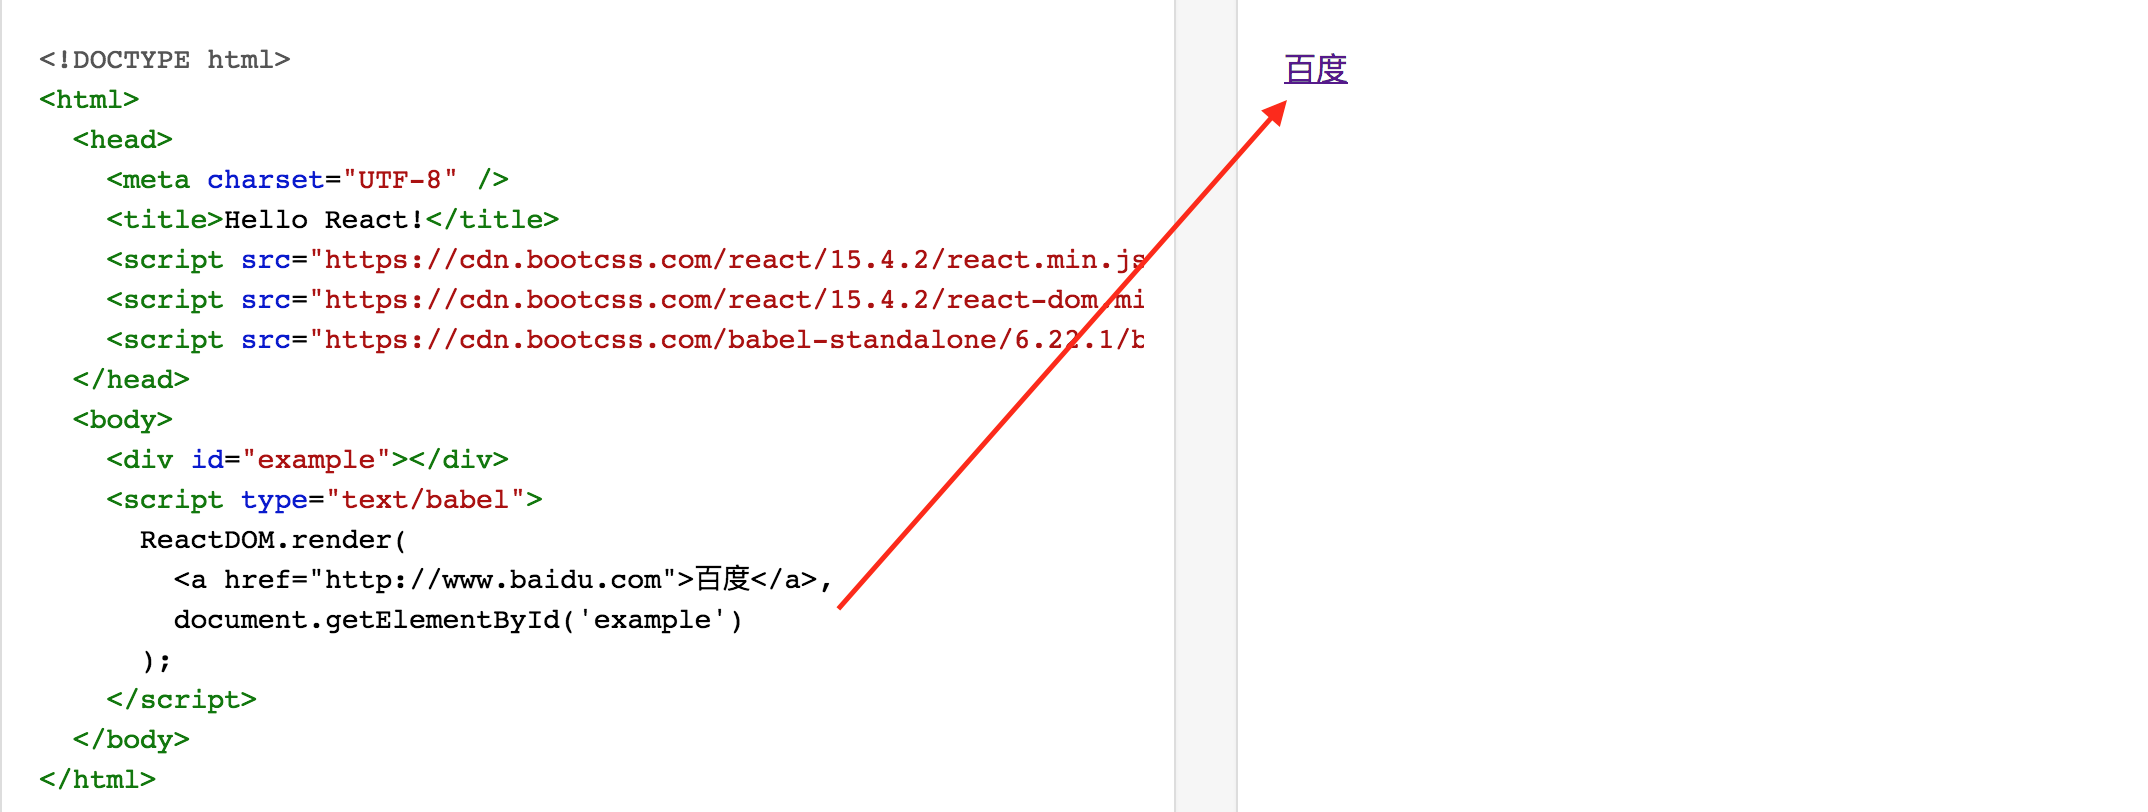 <!DOCTYPE html>
<html>
<head>
<meta charset="UTF-8" />
<title>Hello React!</title>
<script src="https://cdn.bootcss.com/react/15.4.2/react.min.js
<script src="https://cdn.bootcss.com/react/15.4.2/react-dom.mi
<script src="https://cdn.bootcss.com/babel-standalone/6.22.1/b
</head>
<body>
<div id="example"></div>
<script type="text/babel">
ReactDOM.render(
<a href="http://www.baidu.com">百度</a>,
document.getElementById('example')
);
</script>
</body>
</html>
百度